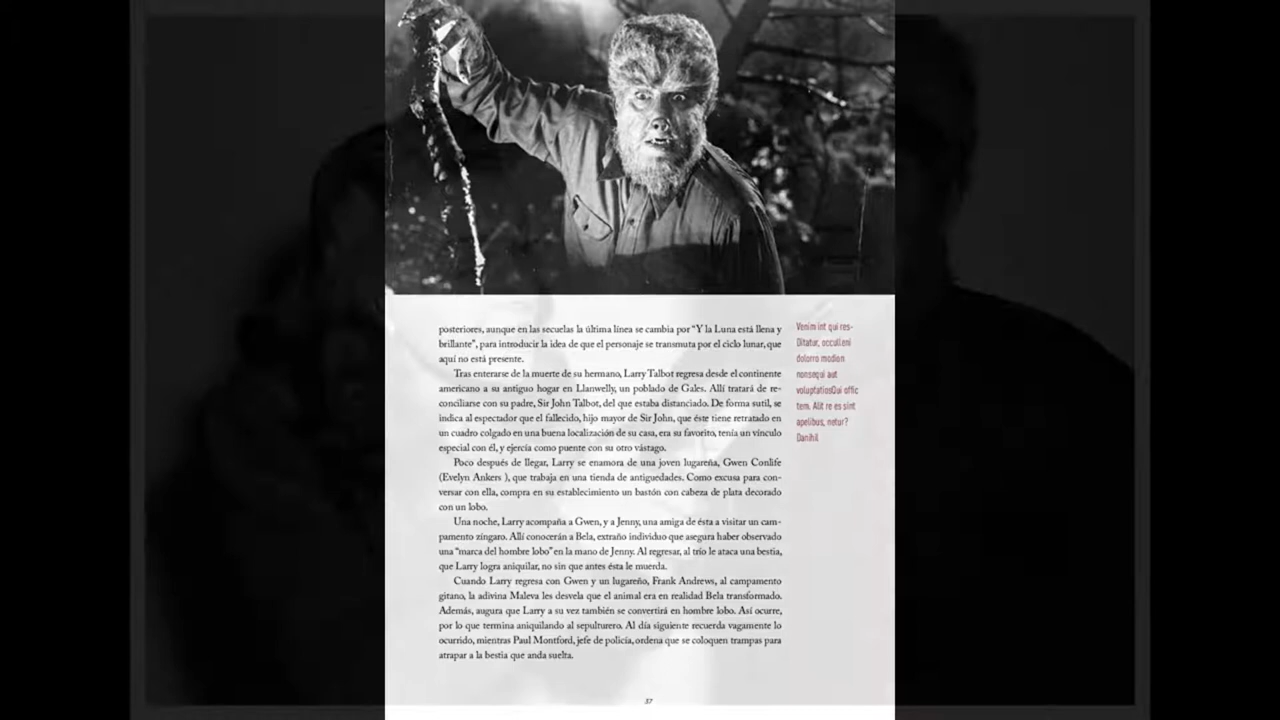 posteriores, aunque en las secuelas la última línea se cambia por “Y la Luna está llena y
brillante”, para introducir la idea de que el personaje se transmuta por el ciclo lunar, que
aquí no está presente.
Tras enterarse de la muerte de su hermano, Larry Talbot regresa desde el continente
americano a su antiguo hogar en Llanwelly, un poblado de Gales. Allí tratará de re-
conciliarse con su padre, Sir John Talbot, del que estaba distanciado. De forma sutil, se
indica al espectador que el fallecido, hijo mayor de Sir John, que éste tiene retratado en
un cuadro colgado en una buena localización de su casa, era su favorito, tenía un vínculo
especial con él, y ejercía como puente con su otro vástago.
Poco después de llegar, Larry se enamora de una joven lugareña, Gwen Conlife
(Evelyn Ankers ), que trabaja en una tienda de antiguedades. Como excusa para con-
versar con ella, compra en su establecimiento un bastón con cabeza de plata decorado
con un lobo.
Una noche, Larry acompaña a Gwen, y a Jenny, una amiga de ésta a visitar un cam-
pamento zíngaro. Allí conocerán a Bela, extraño individuo que asegura haber observado
una “marca del hombre lobo” en la mano de Jenny. Al regresar, al trío le ataca una bestia,
que Larry logra aniquilar, no sin que antes ésta le muerda.
Cuando Larry regresa con Gwen y un lugareño, Frank Andrews, al campamento
gitano, la adivina Maleva les desvela que el animal era en realidad Bela transformado.
Además, augura que Larry a su vez también se convertirá en hombre lobo. Así ocurre,
por lo que termina aniquilando al sepulturero. Al día siguiente recuerda vagamente lo
ocurrido, mientras Paul Montford, jefe de policía, ordena que se coloquen trampas para
atrapar a la bestia que anda suelta.
Venim int qui res-
Ditatur, occulleni
dolorro modian
nonsequi aut
voluptatiosQui offic
tem. Alit re es sint
apelibus, netur?
Danihil
37